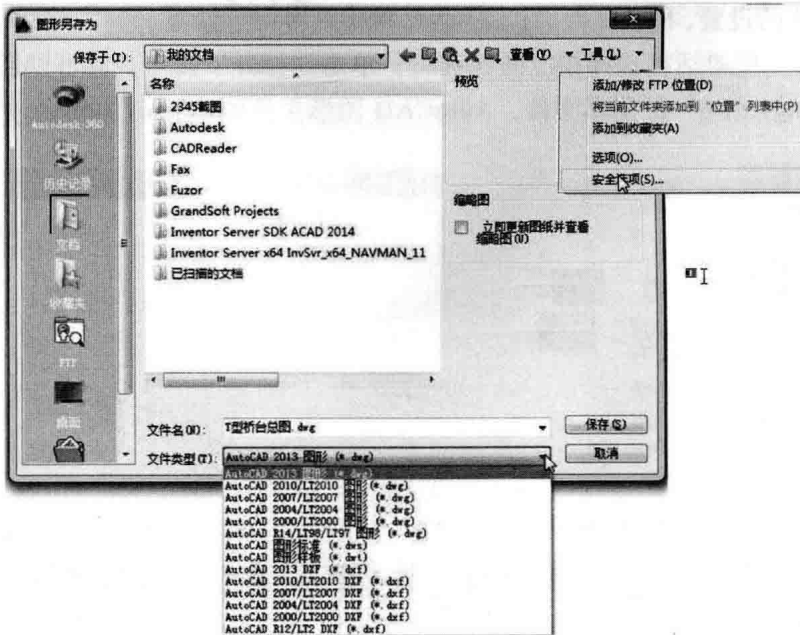 图形另存为
保存于(I): 我的文档 查看(V) 工具(L)
名称 预览
2345截图
Autodesk
CADReader
Fax
Fuzor
GrandSoft Projects
Inventor Server SDK ACAD 2014
Inventor Server x64 InvSvr_x64_NAVMAN_11
已扫描的文档
Autodesk 360
历史记录
文档
收藏夹
FTP
桌面
添加/修改 FTP 位置(D)
将当前文件夹添加到“位置”列表中(P)
添加到收藏夹(A)
选项(O)...
安全选项(S)...
缩略图
立即更新图纸并查看
缩略图(U)
文件名(N): T型桥台总图.dwg 保存(S)
文件类型(T): AutoCAD 2013 图形 (*.dwg) 取消
AutoCAD 2013 图形 (*.dwg)
AutoCAD 2010/LT2010 图形 (*.dwg)
AutoCAD 2007/LT2007 图形 (*.dwg)
AutoCAD 2004/LT2004 图形 (*.dwg)
AutoCAD 2000/LT2000 图形 (*.dwg)
AutoCAD R14/LT98/LT97 图形 (*.dwg)
AutoCAD 图形标准 (*.dws)
AutoCAD 图形样板 (*.dwt)
AutoCAD 2013 DXF (*.dxf)
AutoCAD 2010/LT2010 DXF (*.dxf)
AutoCAD 2007/LT2007 DXF (*.dxf)
AutoCAD 2004/LT2004 DXF (*.dxf)
AutoCAD 2000/LT2000 DXF (*.dxf)
AutoCAD R12/LT2 DXF (*.dxf)